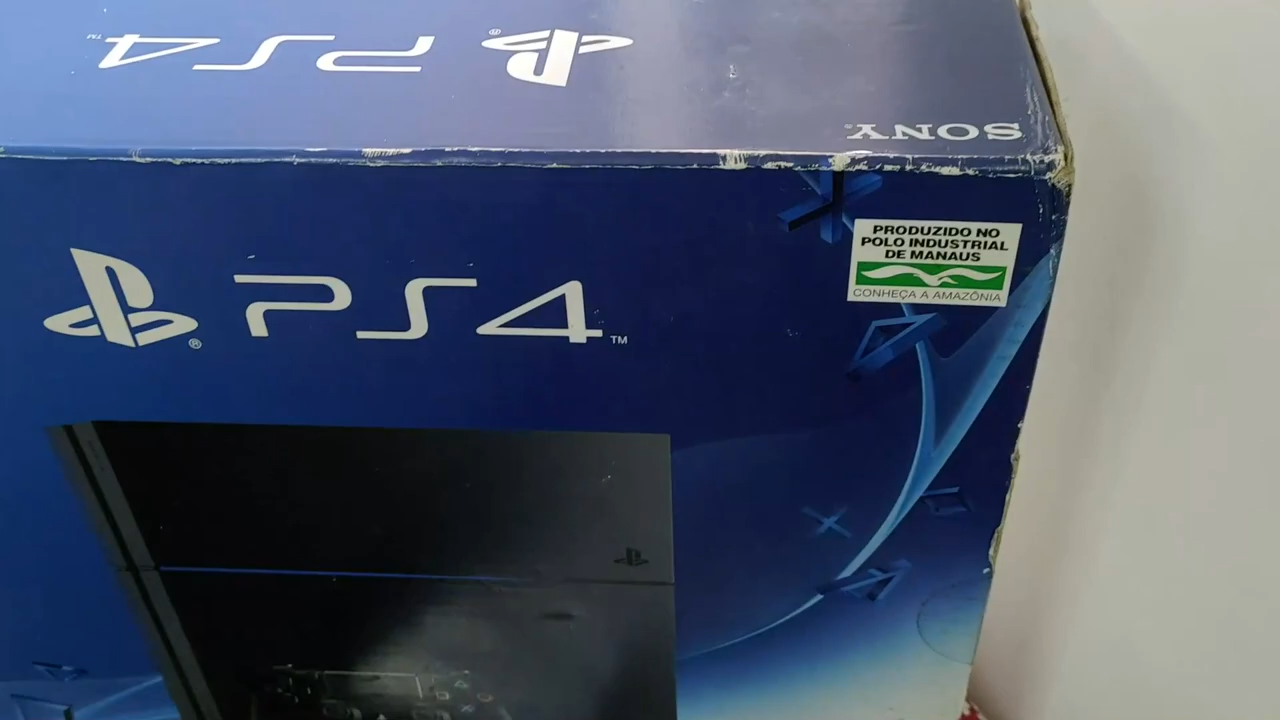 PS4™
SONY
PRODUZIDO NO
POLO INDUSTRIAL
DE MANAUS
CONHEÇA A AMAZÔNIA
PS4™